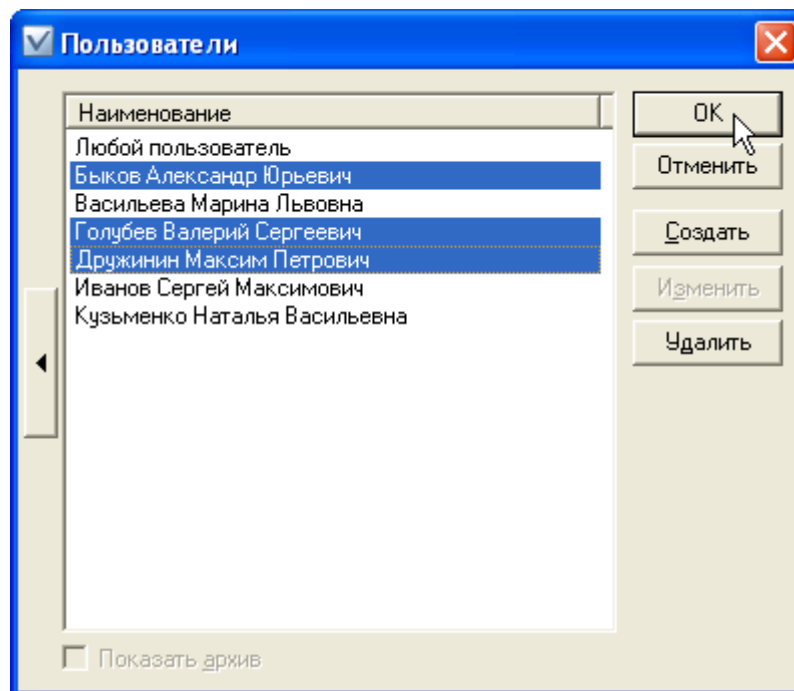 Пользователи
Наименование
Любой пользователь
Быков Александр Юрьевич
Васильева Марина Львовна
Голубев Валерий Сергеевич
Дружинин Максим Петрович
Иванов Сергей Максимович
Кузьменко Наталья Васильевна
OK
Отменить
Создать
Изменить
Удалить
Показать архив